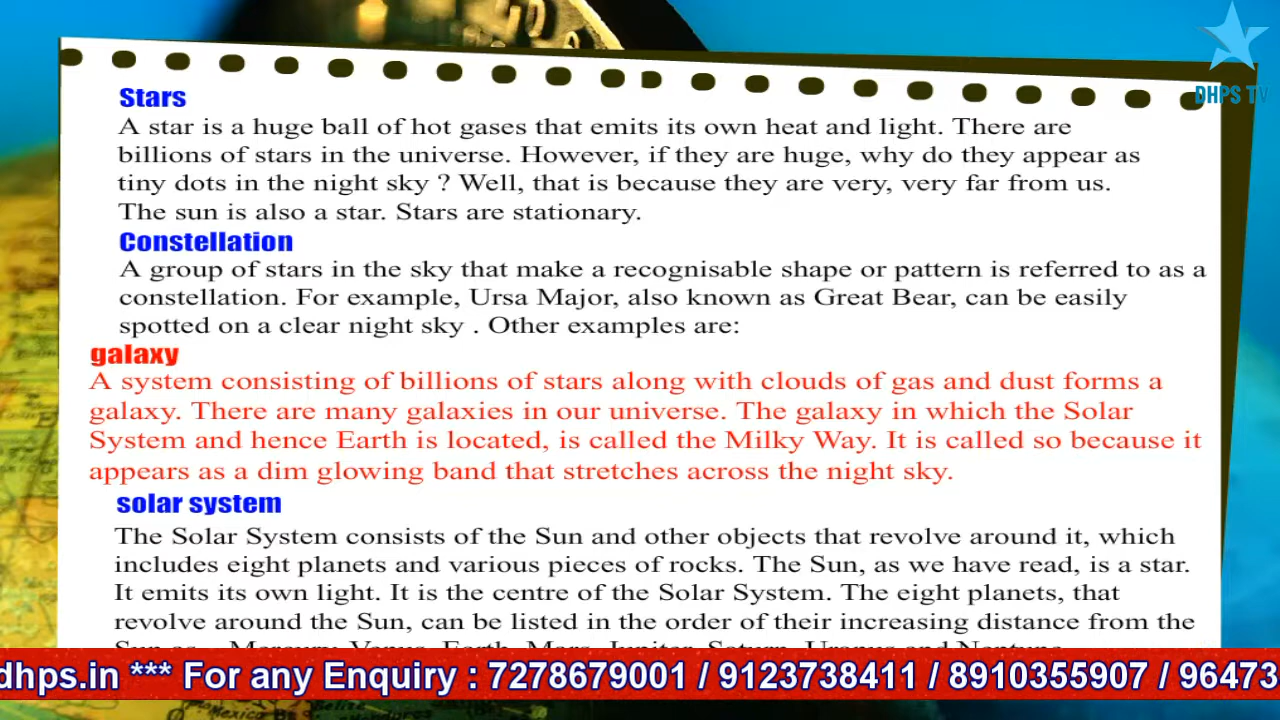 DHPS TV
Stars
A star is a huge ball of hot gases that emits its own heat and light. There are
billions of stars in the universe. However, if they are huge, why do they appear as
tiny dots in the night sky ? Well, that is because they are very, very far from us.
The sun is also a star. Stars are stationary.
Constellation
A group of stars in the sky that make a recognisable shape or pattern is referred to as a
constellation. For example, Ursa Major, also known as Great Bear, can be easily
spotted on a clear night sky . Other examples are:
galaxy
A system consisting of billions of stars along with clouds of gas and dust forms a
galaxy. There are many galaxies in our universe. The galaxy in which the Solar
System and hence Earth is located, is called the Milky Way. It is called so because it
appears as a dim glowing band that stretches across the night sky.
solar system
The Solar System consists of the Sun and other objects that revolve around it, which
includes eight planets and various pieces of rocks. The Sun, as we have read, is a star.
It emits its own light. It is the centre of the Solar System. The eight planets, that
revolve around the Sun, can be listed in the order of their increasing distance from the
Sun as Mercury, Venus, Earth, Mars, Jupiter, Saturn, Uranus and Neptune
dhps.in *** For any Enquiry : 7278679001 / 9123738411 / 8910355907 / 96473